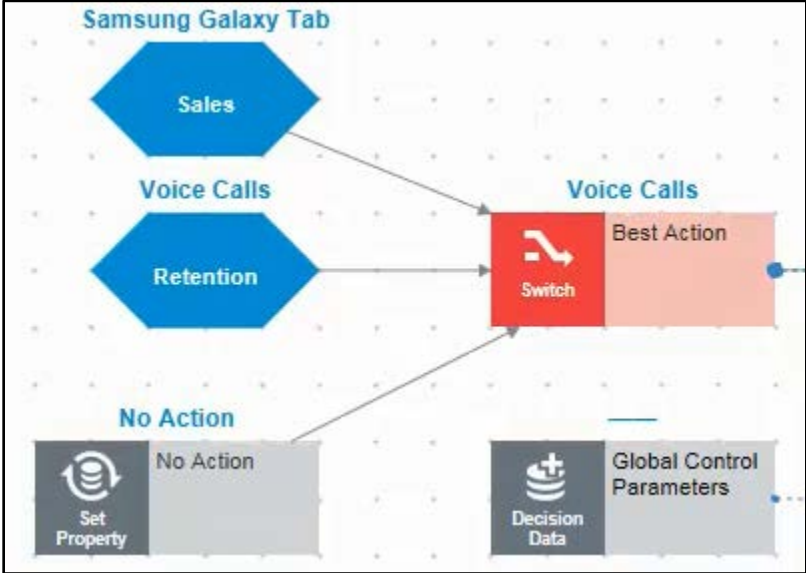 Samsung Galaxy Tab
Sales
Voice Calls
Retention
Voice Calls
Best Action
Switch
No Action
No Action
Set
Property
Global Control
Parameters
Decision
Data